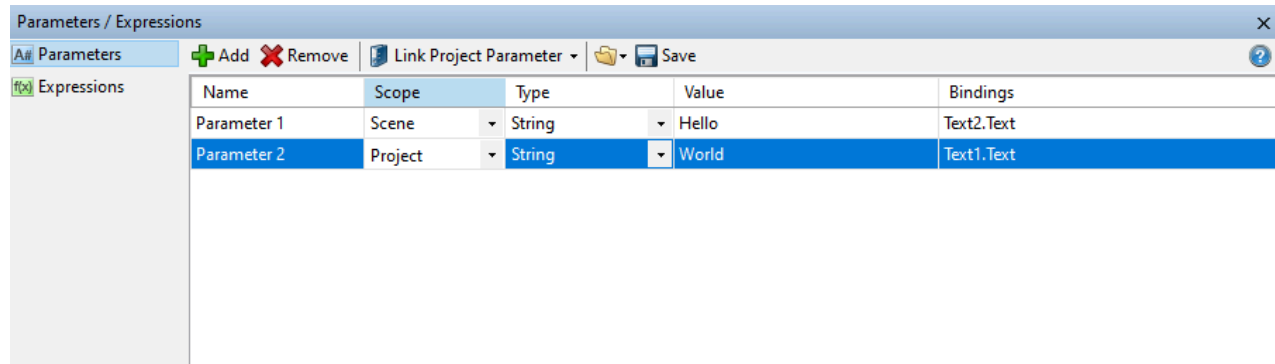 Parameters / Expressions
A# Parameters
Add Remove Link Project Parameter Save
f(x) Expressions
Name Scope Type Value Bindings
Parameter 1 Scene String Hello Text2.Text
Parameter 2 Project String World Text1.Text